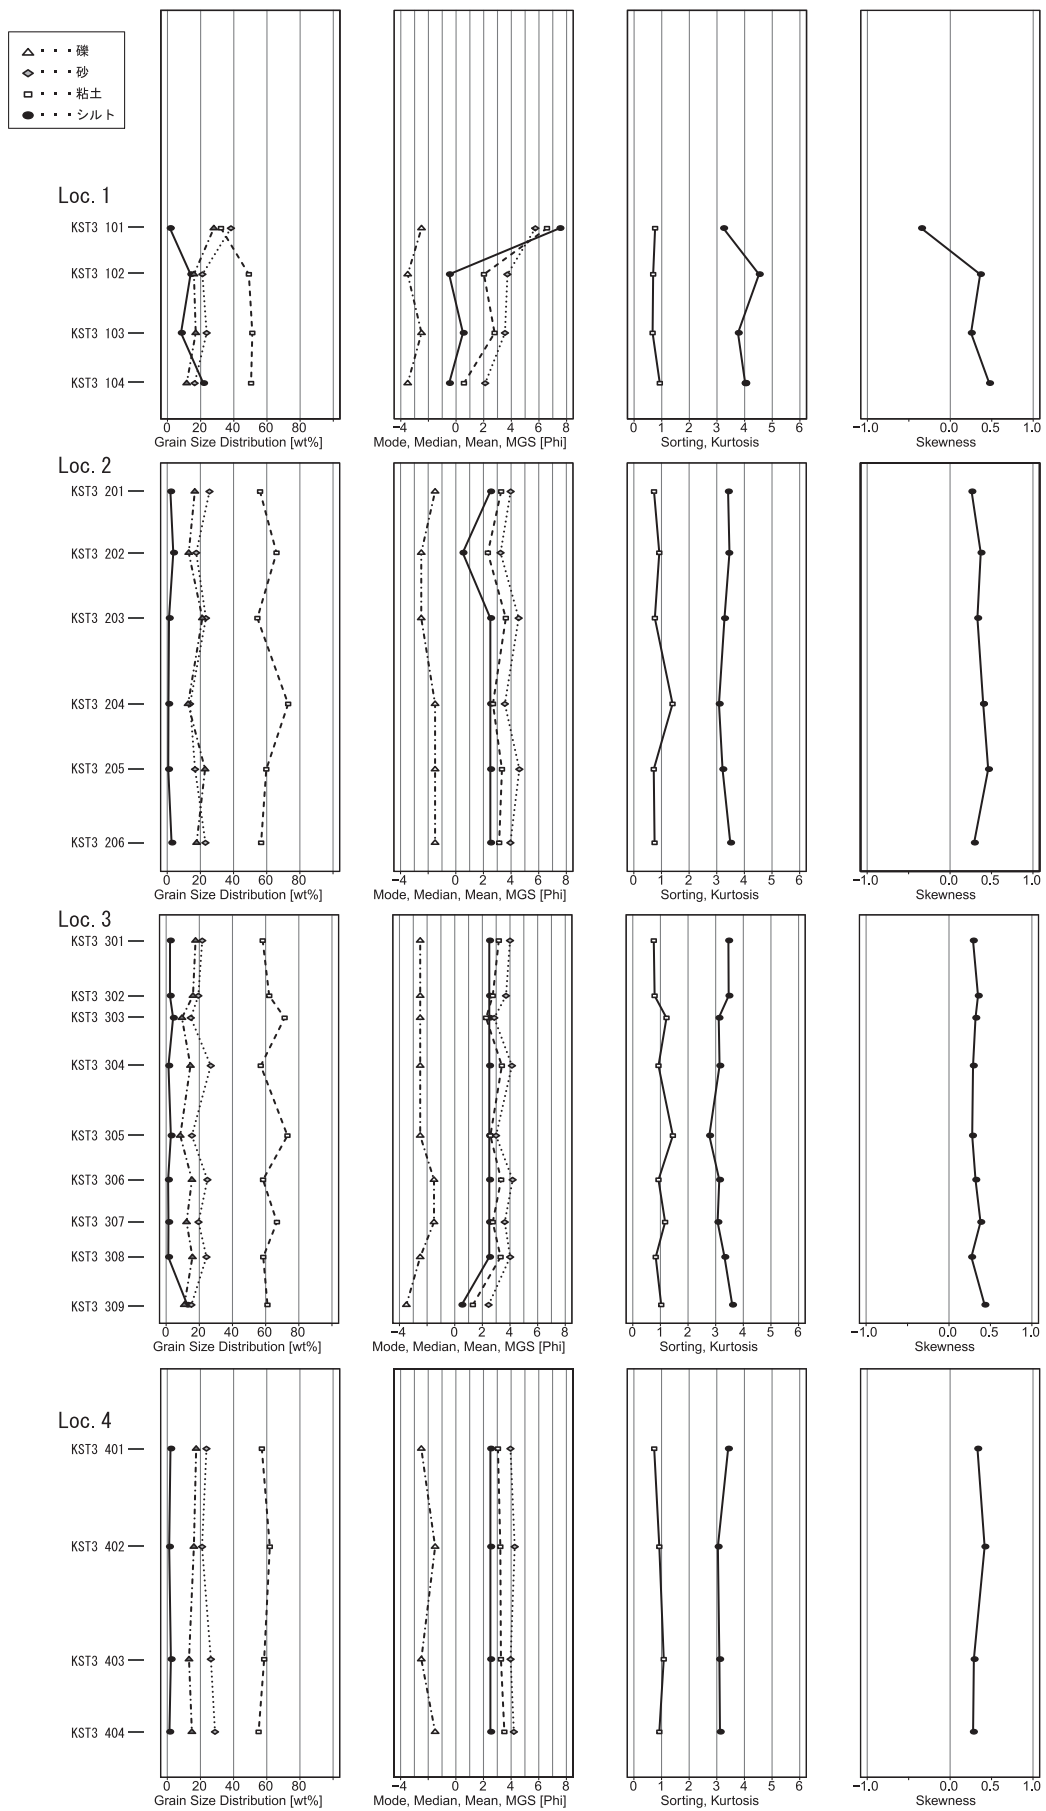 △・・・礫
◇・・・砂
□・・・粘土
●・・・シルト
Loc. 1
KST3 101
KST3 102
KST3 103
KST3 104
0 20 40 60 80
Grain Size Distribution [wt%]
−4 0 2 4 6 8
Mode, Median, Mean, MGS [Phi]
0 1 2 3 4 5 6
Sorting, Kurtosis
−1.0 0 0.5 1.0
Skewness
Loc. 2
KST3 201
KST3 202
KST3 203
KST3 204
KST3 205
KST3 206
0 20 40 60 80
Grain Size Distribution [wt%]
−4 0 2 4 6 8
Mode, Median, Mean, MGS [Phi]
0 1 2 3 4 5 6
Sorting, Kurtosis
−1.0 0 0.5 1.0
Skewness
Loc. 3
KST3 301
KST3 302
KST3 303
KST3 304
KST3 305
KST3 306
KST3 307
KST3 308
KST3 309
0 20 40 60 80
Grain Size Distribution [wt%]
−4 0 2 4 6 8
Mode, Median, Mean, MGS [Phi]
0 1 2 3 4 5 6
Sorting, Kurtosis
−1.0 0 0.5 1.0
Skewness
Loc. 4
KST3 401
KST3 402
KST3 403
KST3 404
0 20 40 60 80
Grain Size Distribution [wt%]
−4 0 2 4 6 8
Mode, Median, Mean, MGS [Phi]
0 1 2 3 4 5 6
Sorting, Kurtosis
−1.0 0 0.5 1.0
Skewness